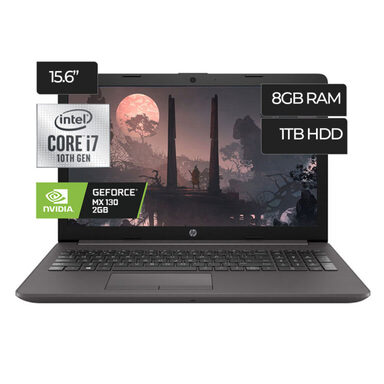 15.6”
8GB RAM
1TB HDD
intel
CORE i7
10TH GEN
NVIDIA
GEFORCE®
MX 130
2GB
hp